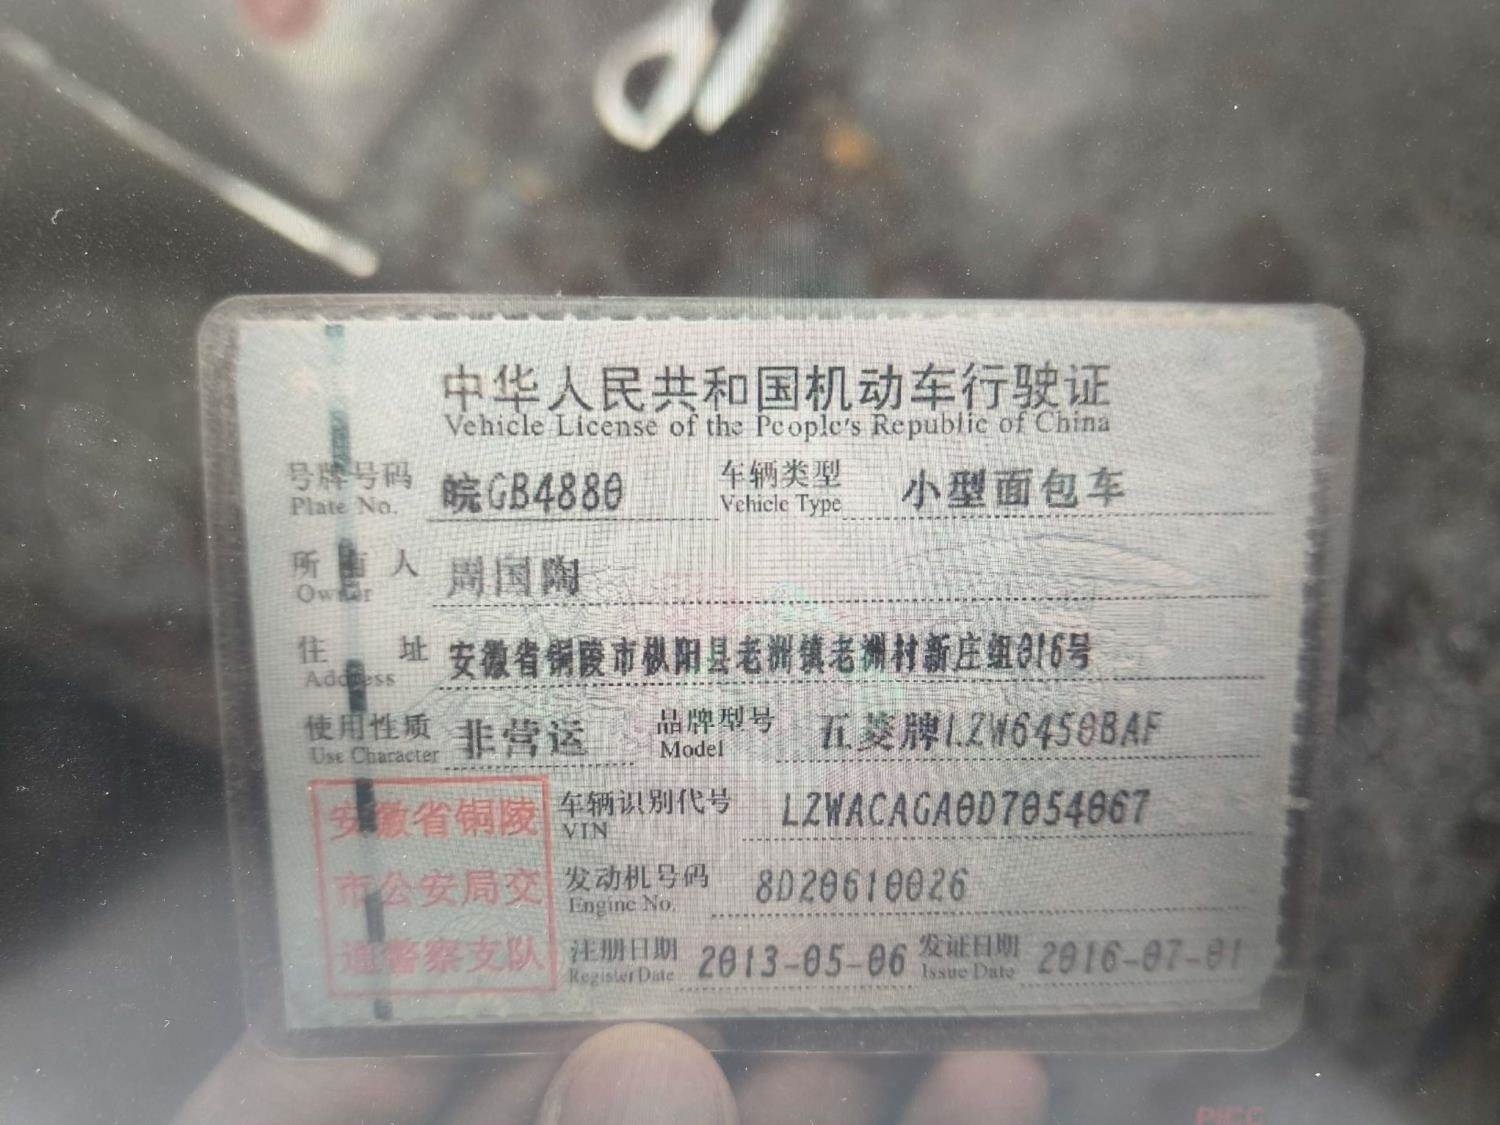 中华人民共和国机动车行驶证
Vehicle License of the People's Republic of China
号牌号码 皖GB4880 车辆类型 小型面包车
Plate No. Vehicle Type
所有人 周国陶
Owner
住址 安徽省铜陵市枞阳县老洲镇老洲村新庄组016号
Address
使用性质 非营运 品牌型号 五菱牌LZW6450BAF
Use Character Model
安徽省铜陵
市公安局交
通警察支队
车辆识别代号 LZWACAGA0D7054067
VIN
发动机号码 8D20610026
Engine No.
注册日期 2013-05-06 发证日期 2016-07-01
Register Date Issue Date
PICC